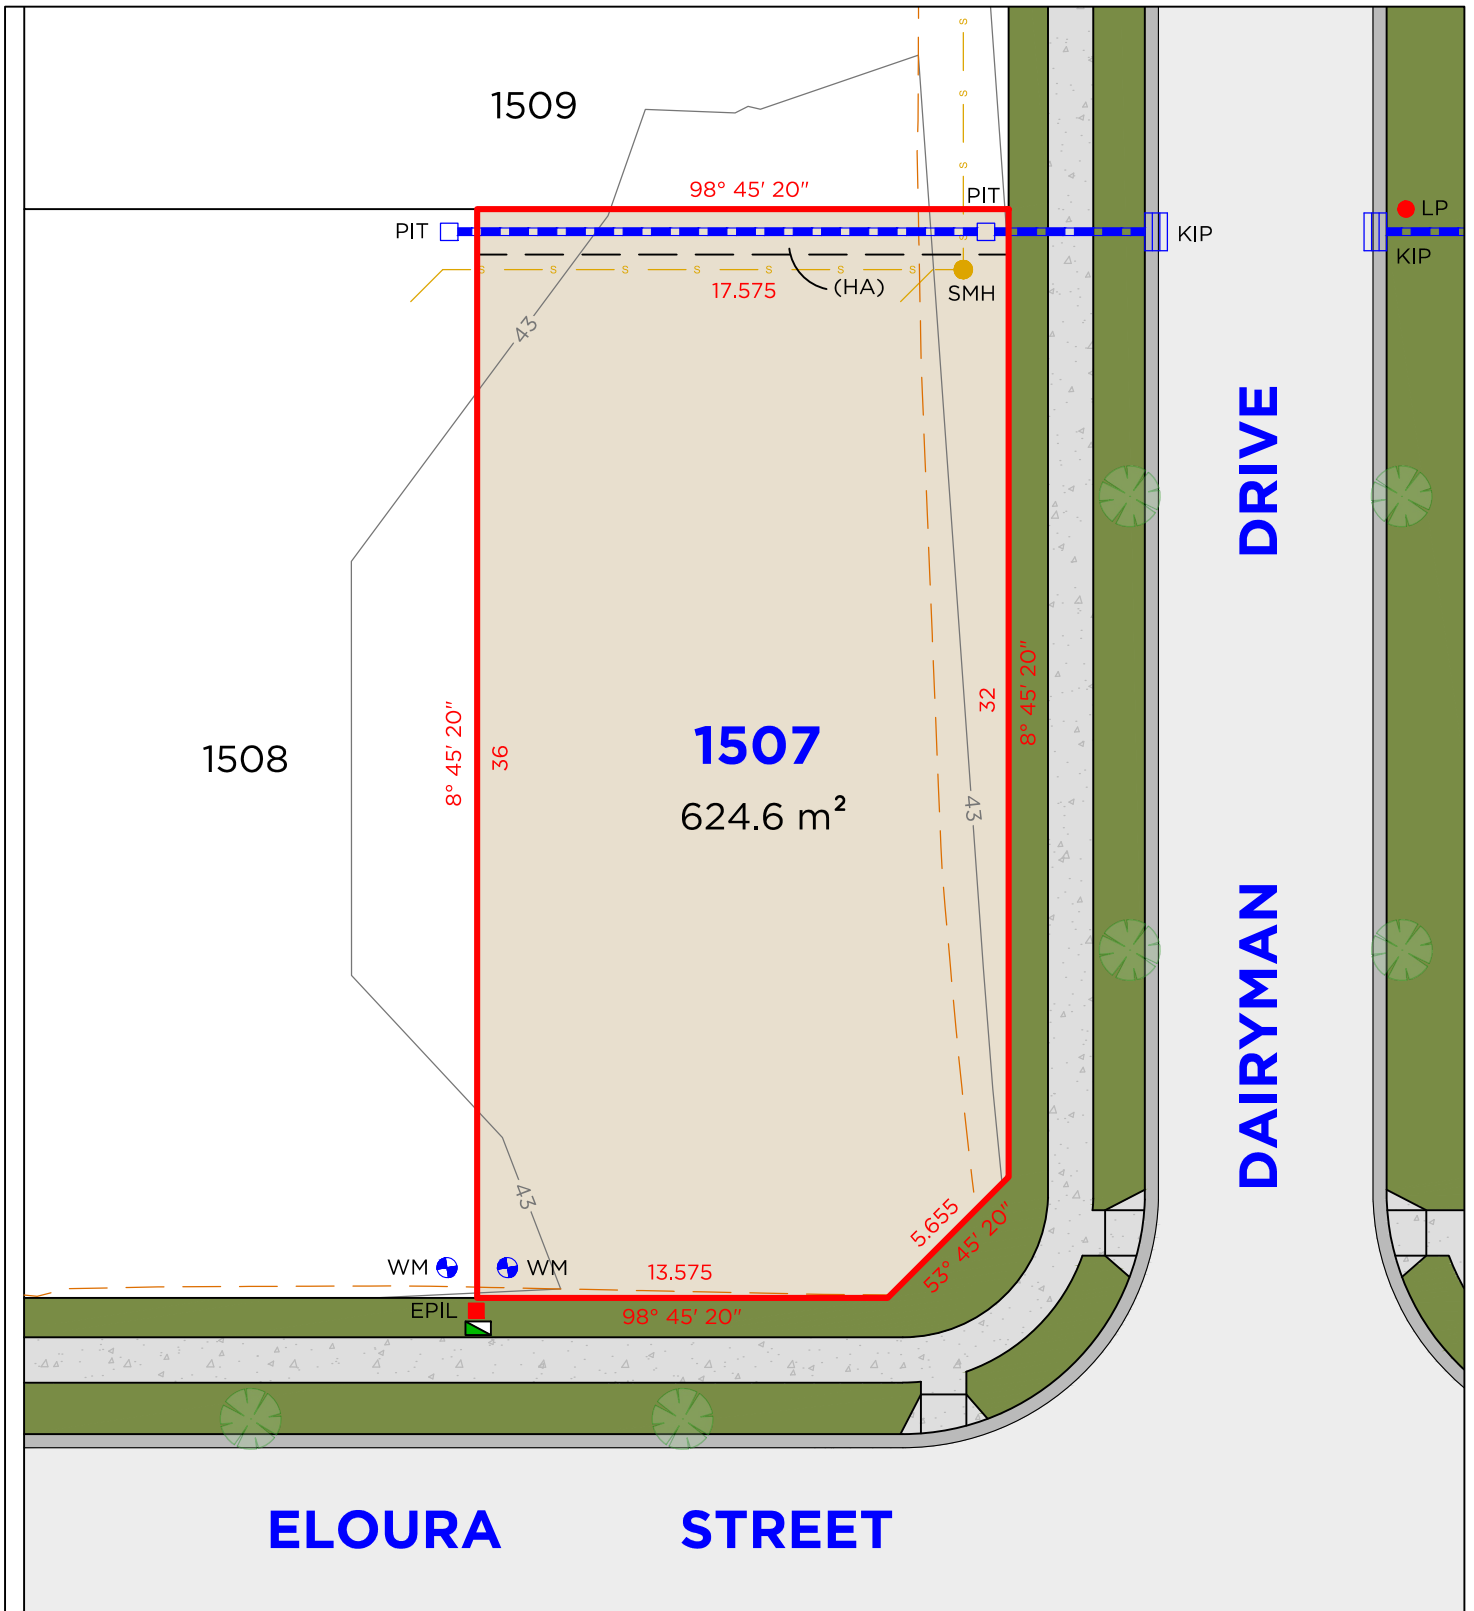 1509
98° 45' 20"
PIT
PIT
KIP
LP
KIP
S
S
S
S
S
S
S
S
S
S
S
(HA)
SMH
17.575
43
DRIVE
8° 45' 20"
36
32
8° 45' 20"
1508
1507
624.6 m²
43
DAIRYMAN
43
5.655
53° 45' 20"
WM
WM
13.575
EPIL
98° 45' 20"
ELOURA STREET